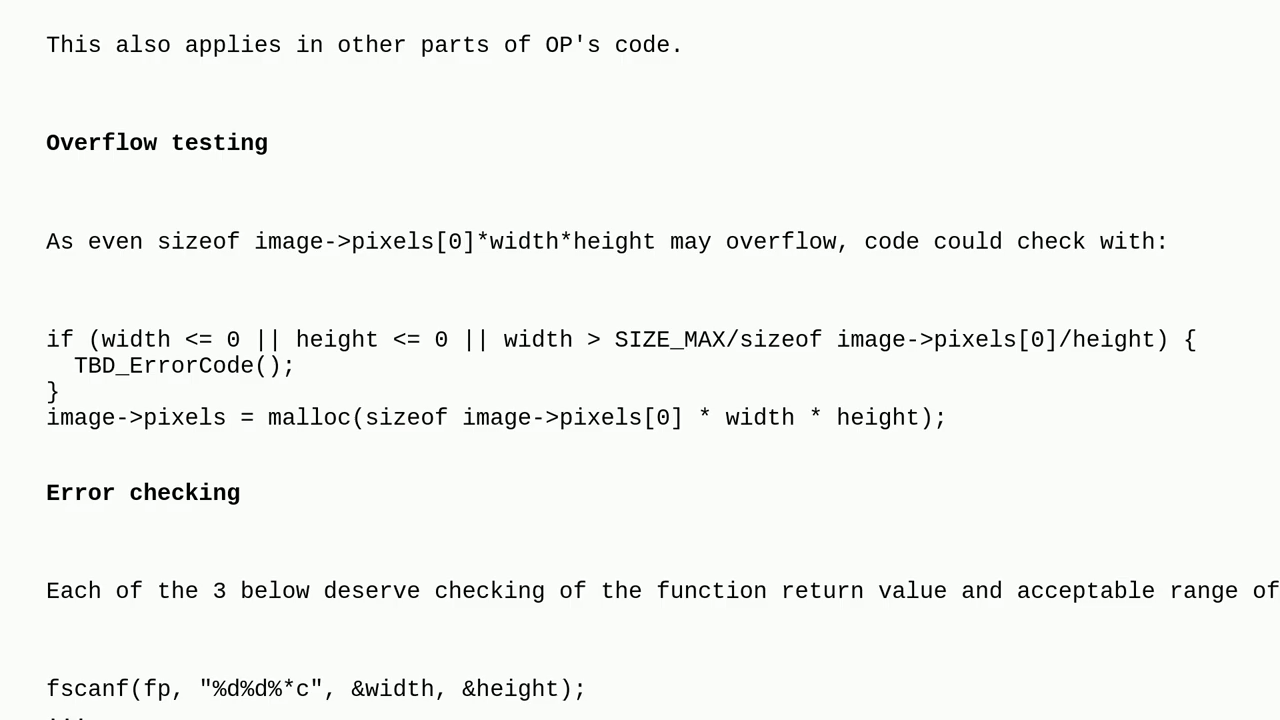 This also applies in other parts of OP's code.
Overflow testing
As even sizeof image->pixels[0]*width*height may overflow, code could check with:
if (width <= 0 || height <= 0 || width > SIZE_MAX/sizeof image->pixels[0]/height) {
  TBD_ErrorCode();
}
image->pixels = malloc(sizeof image->pixels[0] * width * height);
Error checking
Each of the 3 below deserve checking of the function return value and acceptable range of
fscanf(fp, "%d%d%*c", &width, &height);
...